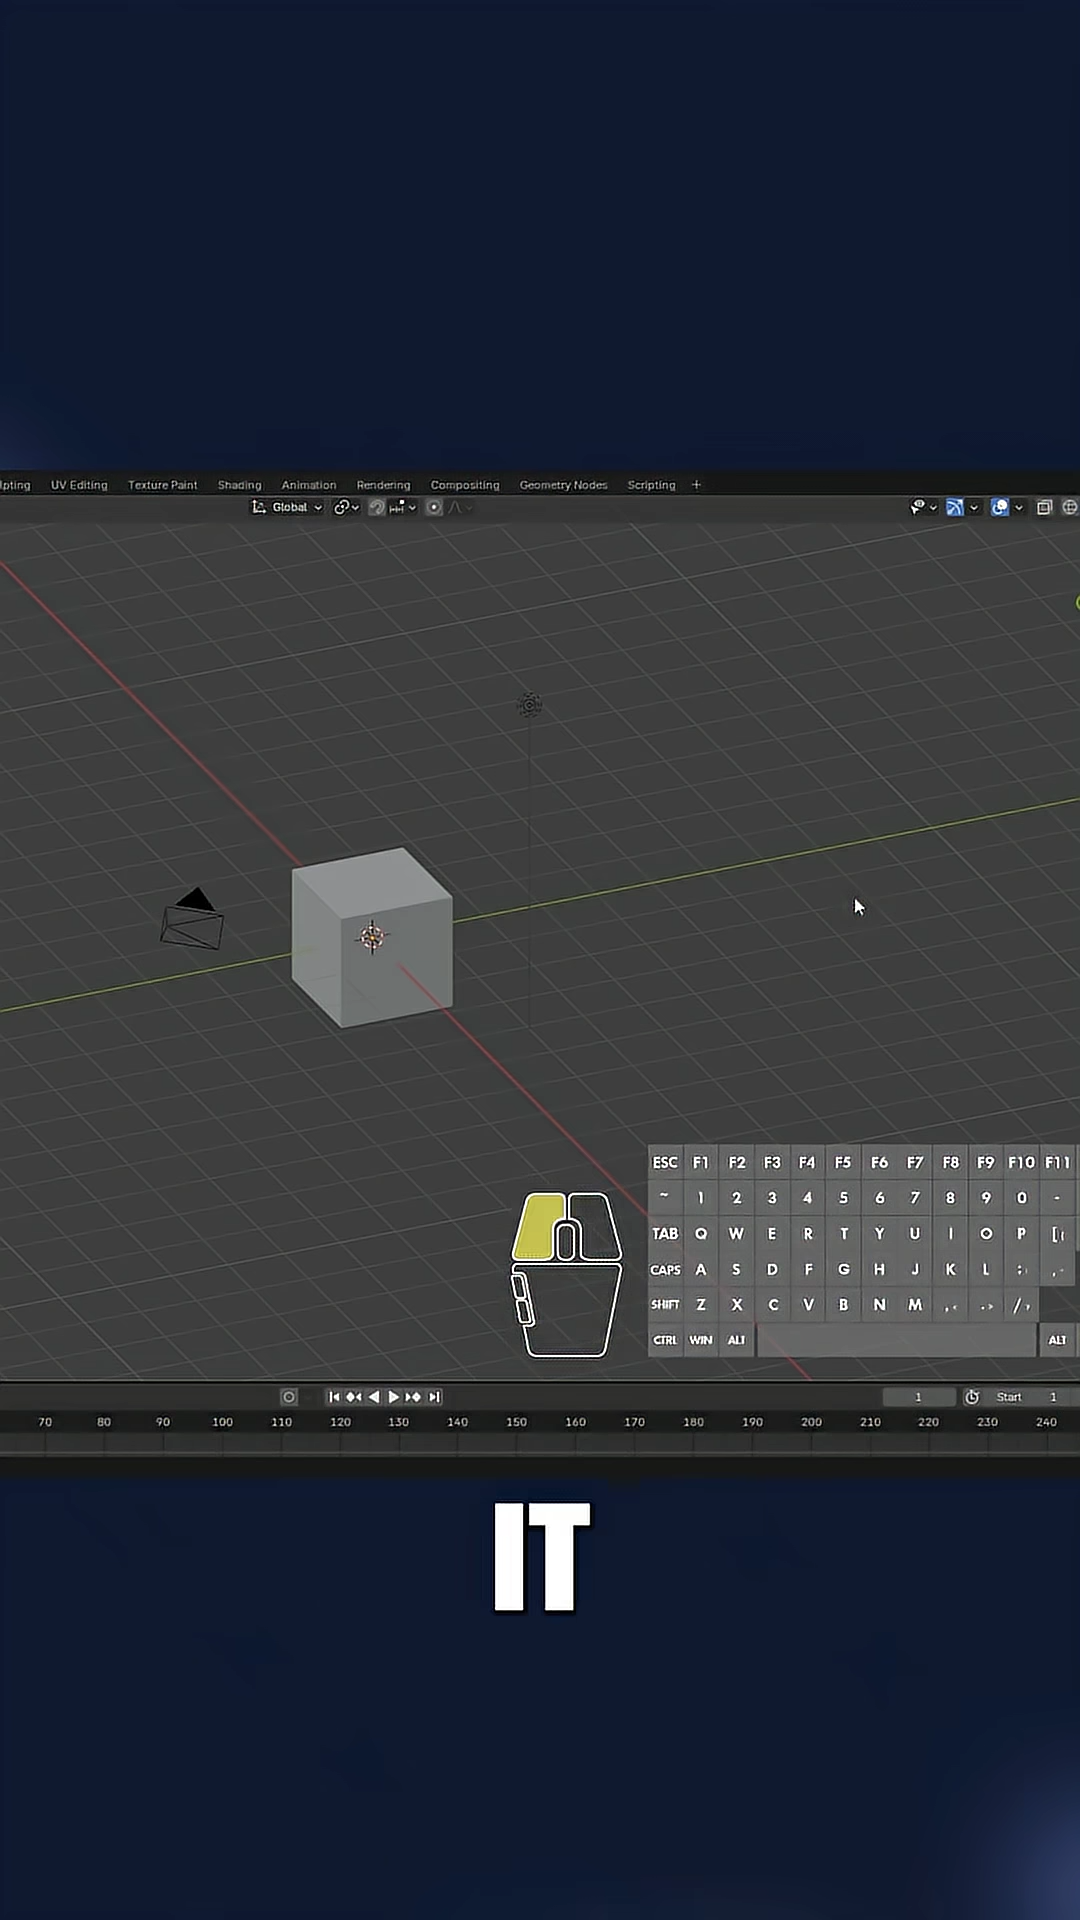 lpting UV Editing Texture Paint Shading Animation Rendering Compositing Geometry Nodes Scripting +
Global
ESC F1 F2 F3 F4 F5 F6 F7 F8 F9 F10 F11
~ 1 2 3 4 5 6 7 8 9 0 -
TAB Q W E R T Y U I O P [
CAPS A S D F G H J K L ;
SHIFT Z X C V B N M , . /
CTRL WIN ALT ALT
1 Start 1
70 80 90 100 110 120 130 140 150 160 170 180 190 200 210 220 230 240
IT